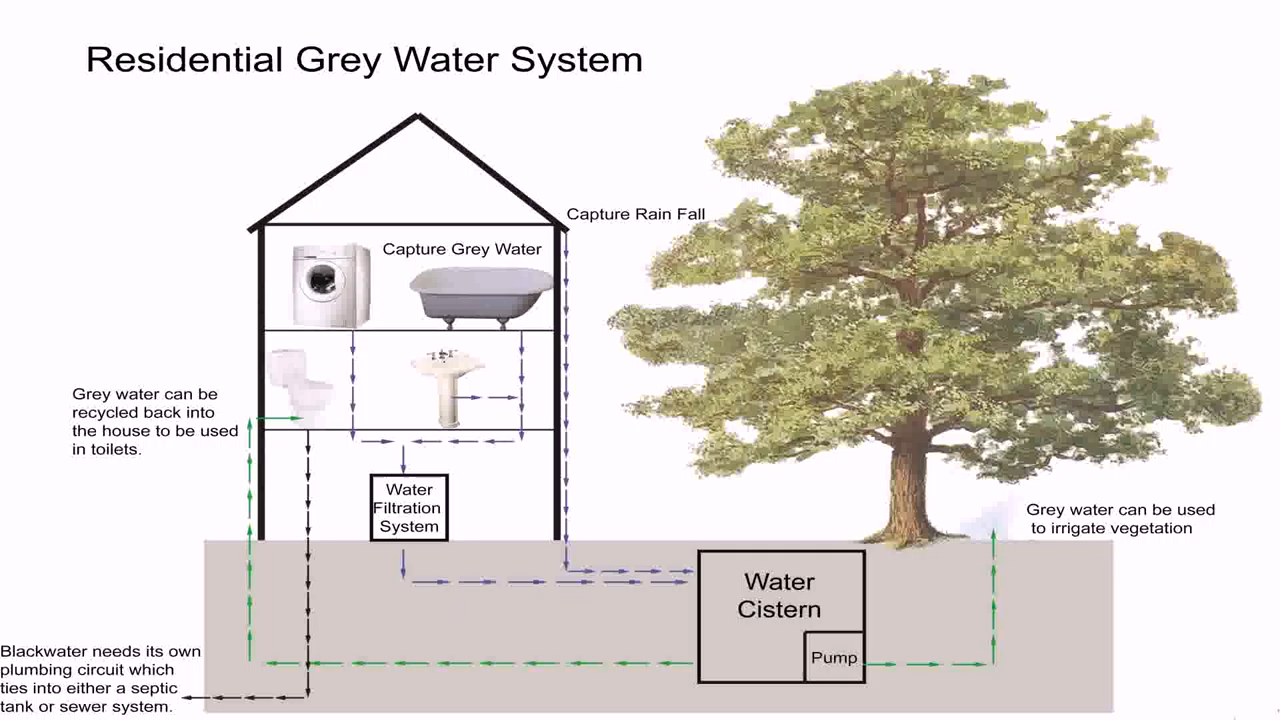 Residential Grey Water System
Capture Rain Fall
Capture Grey Water
Grey water can be
recycled back into
the house to be used
in toilets.
Water
Filtration
System
Grey water can be used
to irrigate vegetation
Water
Cistern
Pump
Blackwater needs its own
plumbing circuit which
ties into either a septic
tank or sewer system.